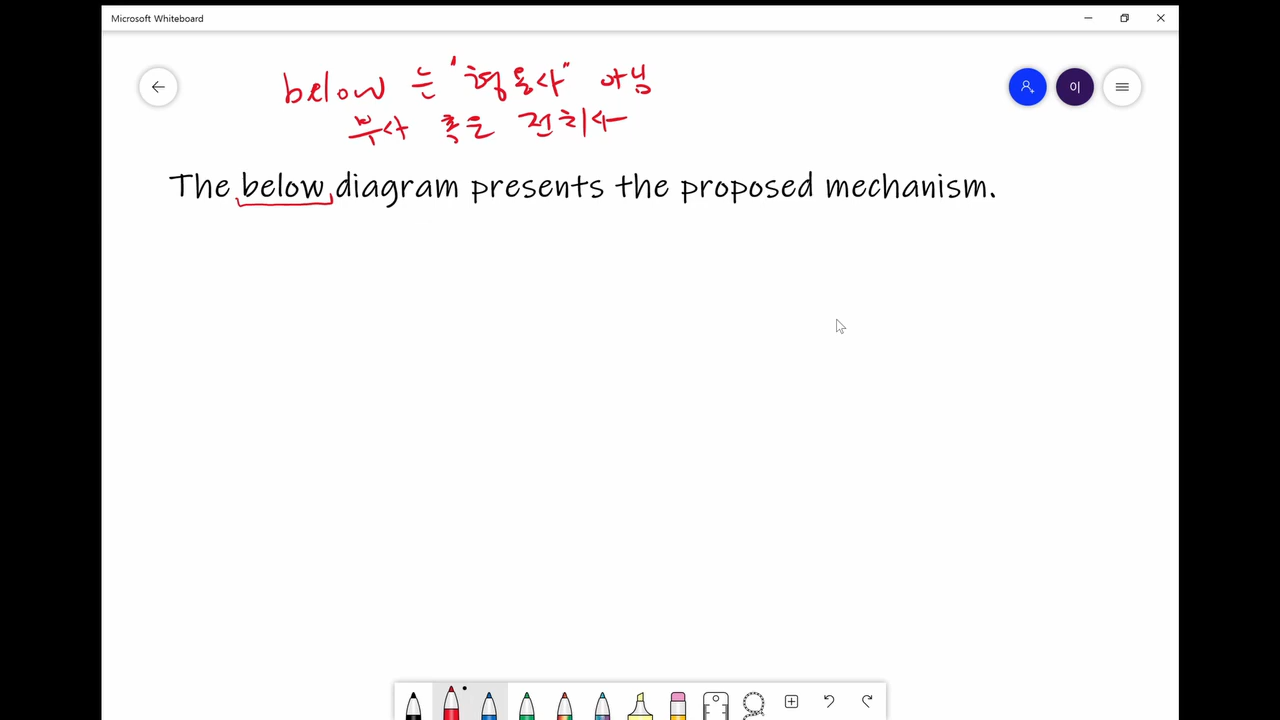 Microsoft Whiteboard
below 는 "형용사" 아님
부사 혹은 전치사
이
The below diagram presents the proposed mechanism.